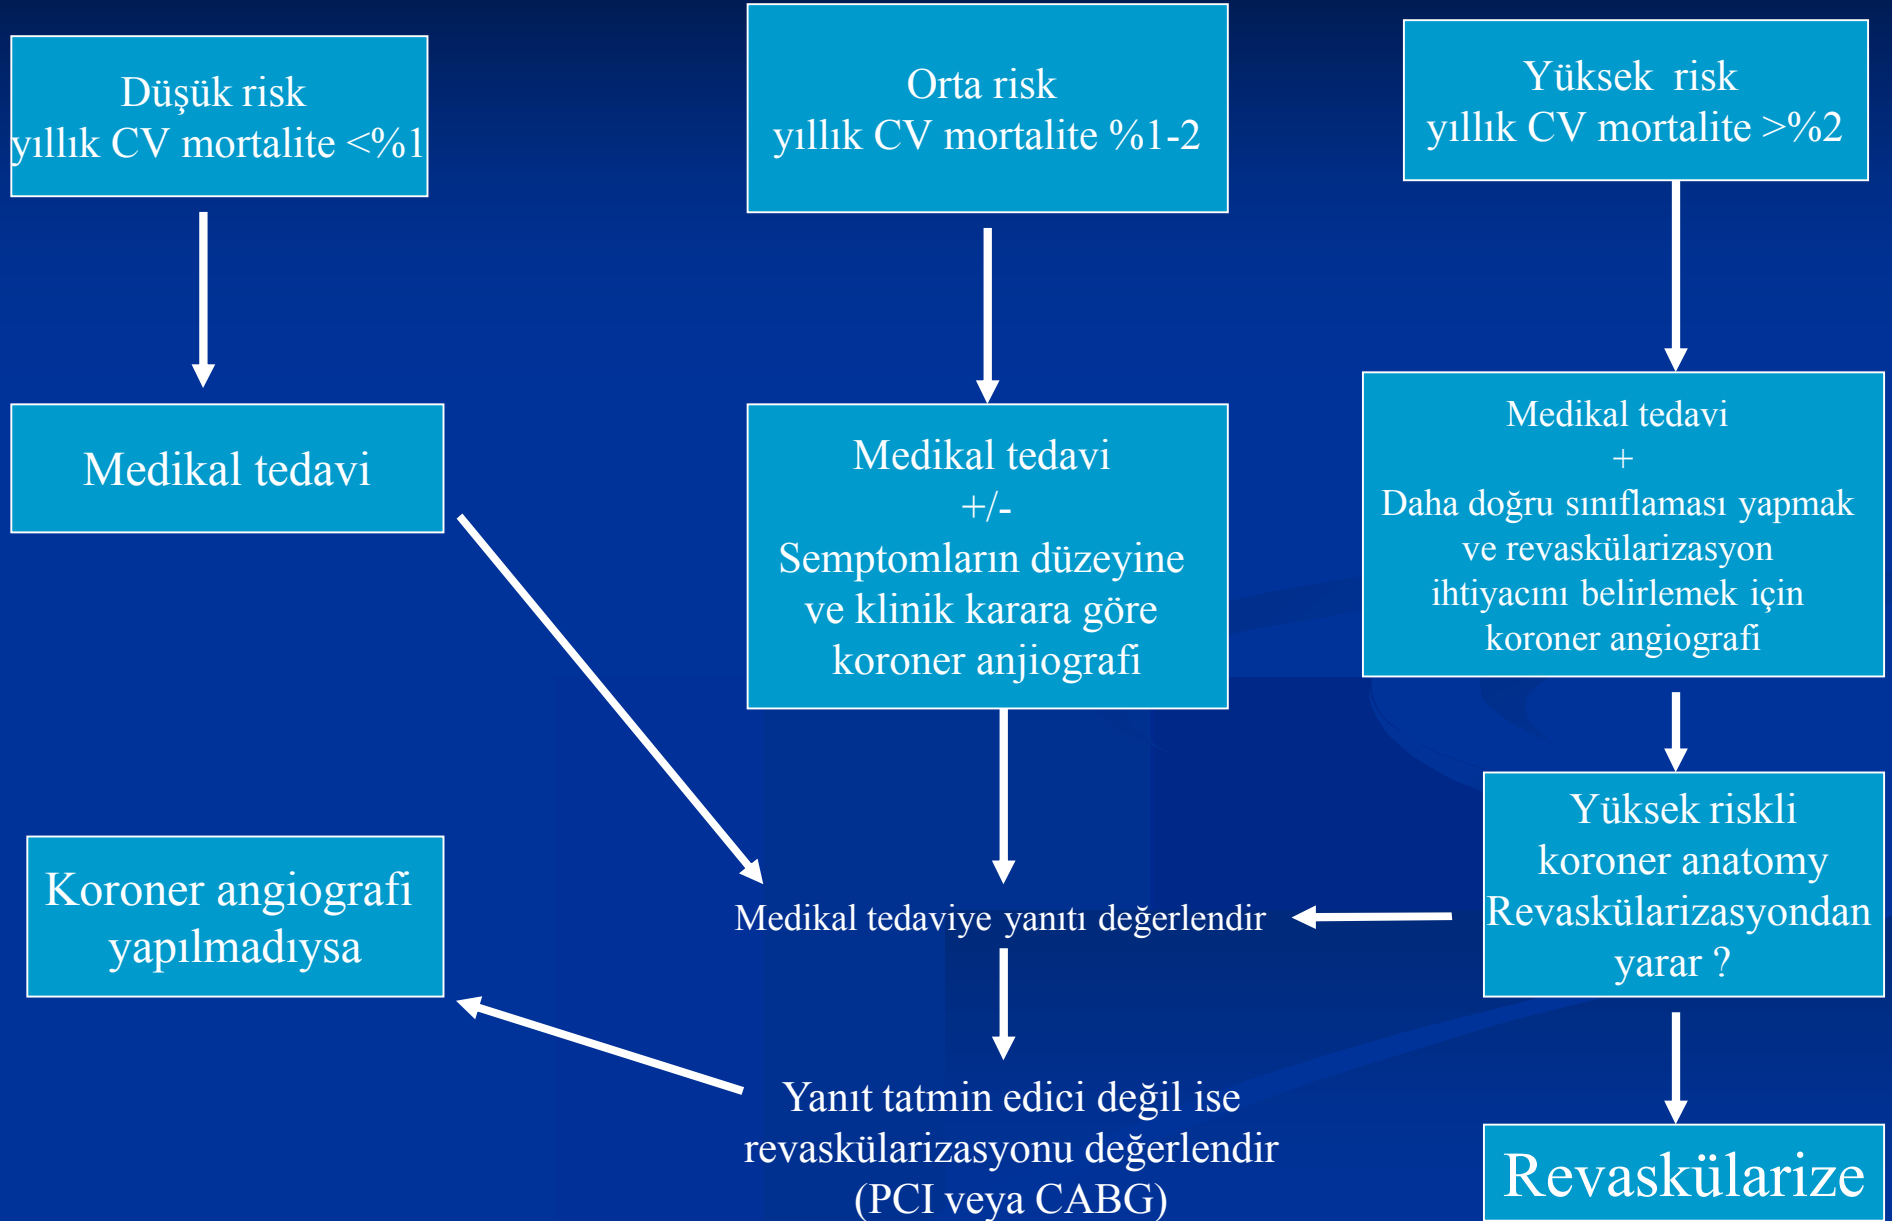 Düşük risk
yıllık CV mortalite <%1
Orta risk
yıllık CV mortalite %1-2
Yüksek risk
yıllık CV mortalite >%2
Medikal tedavi
Medikal tedavi
+/-
Semptomların düzeyine
ve klinik karara göre
koroner anjiografi
Medikal tedavi
+
Daha doğru sınıflaması yapmak
ve revaskülarizasyon
ihtiyacını belirlemek için
koroner angiografi
Koroner angiografi
yapılmadıysa
Medikal tedaviye yanıtı değerlendir
Yüksek riskli
koroner anatomy
Revaskülarizasyondan
yarar ?
Yanıt tatmin edici değil ise
revaskülarizasyonu değerlendir
(PCI veya CABG)
Revaskülarize